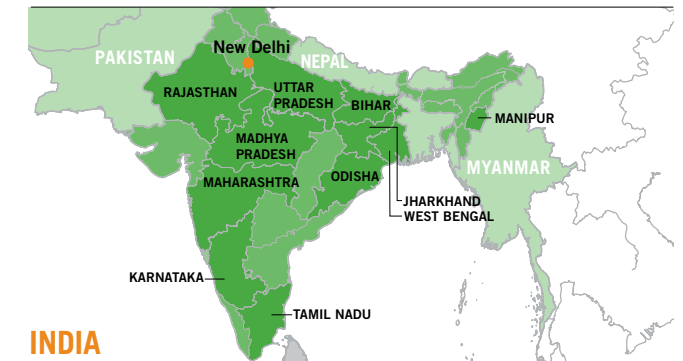 New Delhi
PAKISTAN
NEPAL
RAJASTHAN
UTTAR
PRADESH
BIHAR
MANIPUR
MADHYA
PRADESH
MYANMAR
MAHARASHTRA
ODISHA
JHARKHAND
WEST BENGAL
KARNATAKA
TAMIL NADU
INDIA